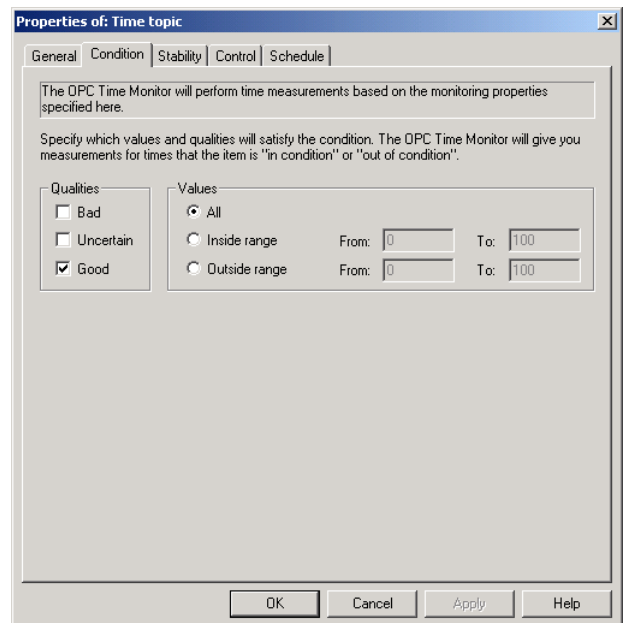 Properties of: Time topic
General Condition Stability Control Schedule
The OPC Time Monitor will perform time measurements based on the monitoring properties
specified here.
Specify which values and qualities will satisfy the condition. The OPC Time Monitor will give you
measurements for times that the item is "in condition" or "out of condition".
Qualities Values
Bad All
Uncertain Inside range From: 0 To: 100
Good Outside range From: 0 To: 100
OK Cancel Apply Help